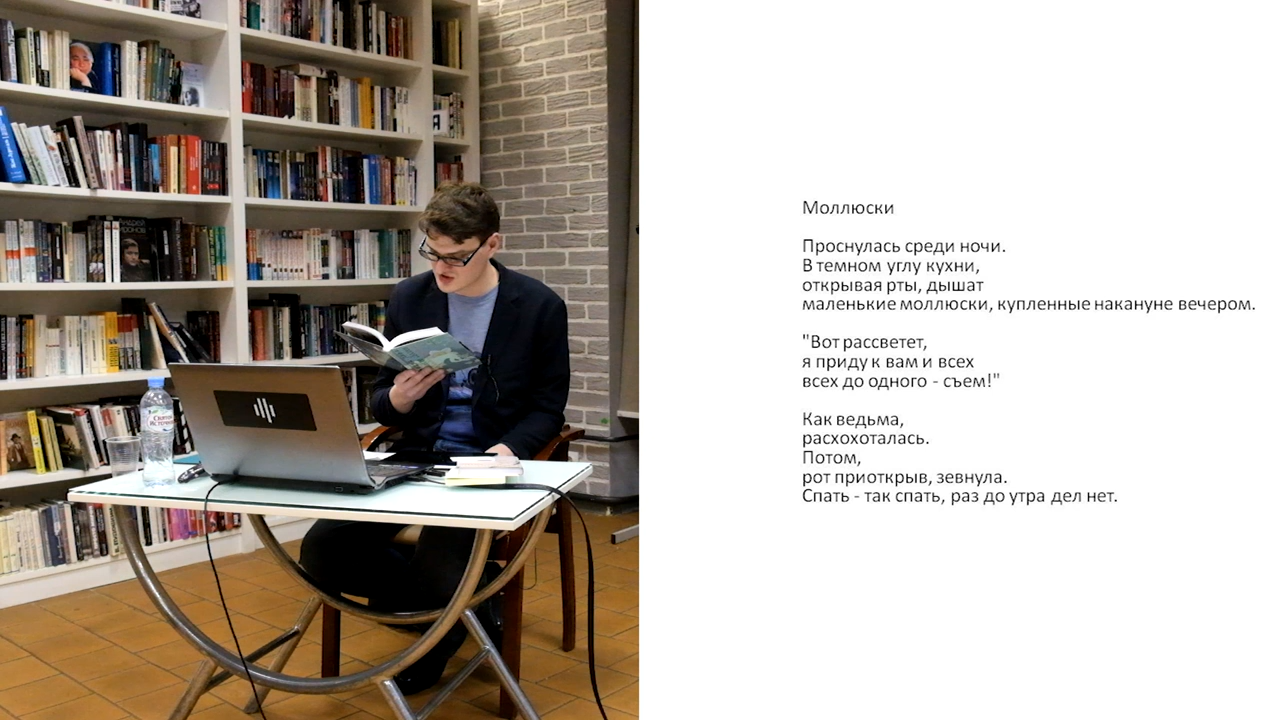 Моллюски
Проснулась среди ночи.
В темном углу кухни,
открывая рты, дышат
маленькие моллюски, купленные накануне вечером.
"Вот рассветет,
я приду к вам и всех
всех до одного - съем!"
Как ведьма,
расхохоталась.
Потом,
рот приоткрыв, зевнула.
Спать - так спать, раз до утра дел нет.